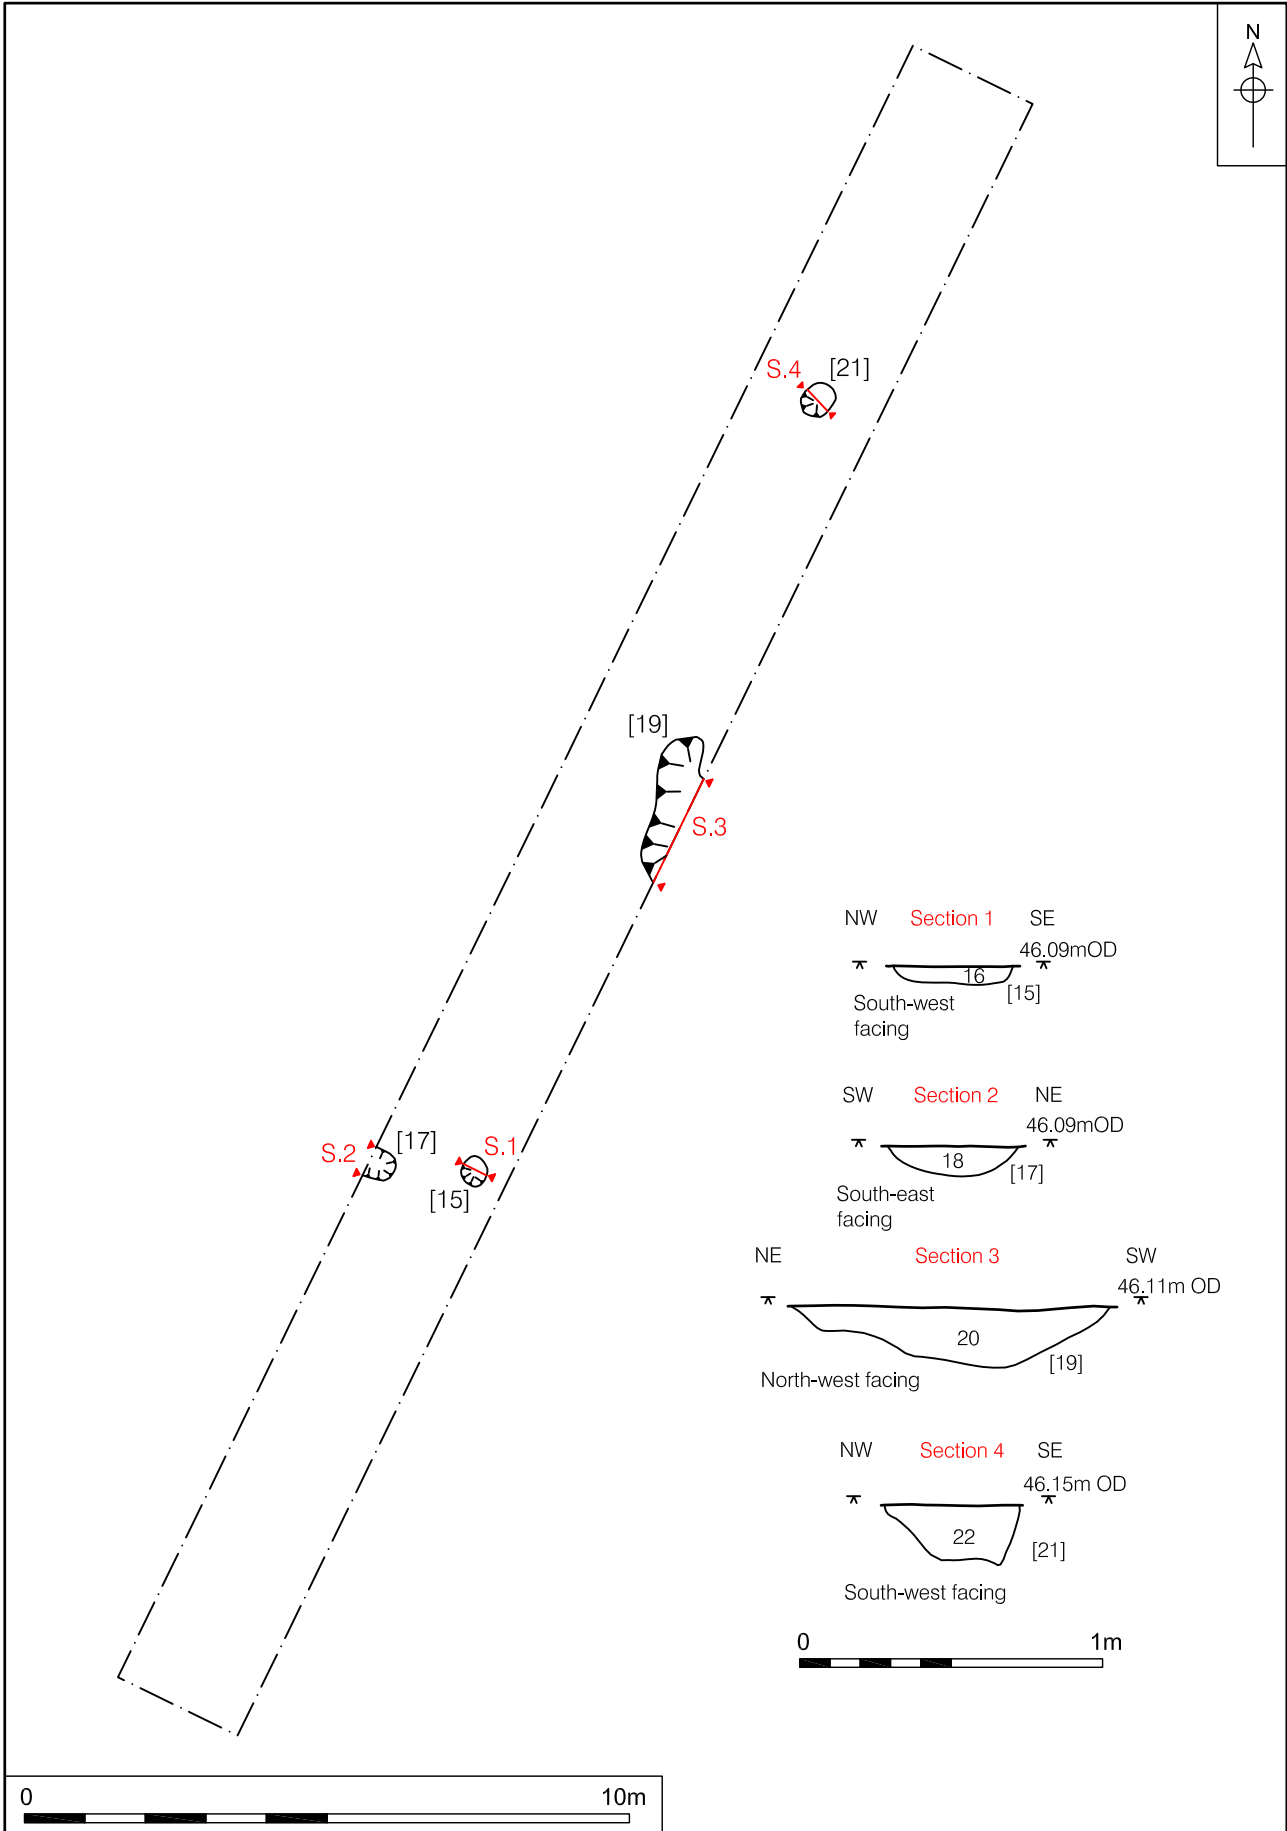 N
S.4 [21]
[19]
S.3
S.2 [17] S.1
[15]
NW Section 1 SE
46.09mOD
16
[15]
South-west
facing
SW Section 2 NE
46.09mOD
18
[17]
South-east
facing
NE Section 3 SW
46.11m OD
20
[19]
North-west facing
NW Section 4 SE
46.15m OD
22
[21]
South-west facing
0 1m
0 10m